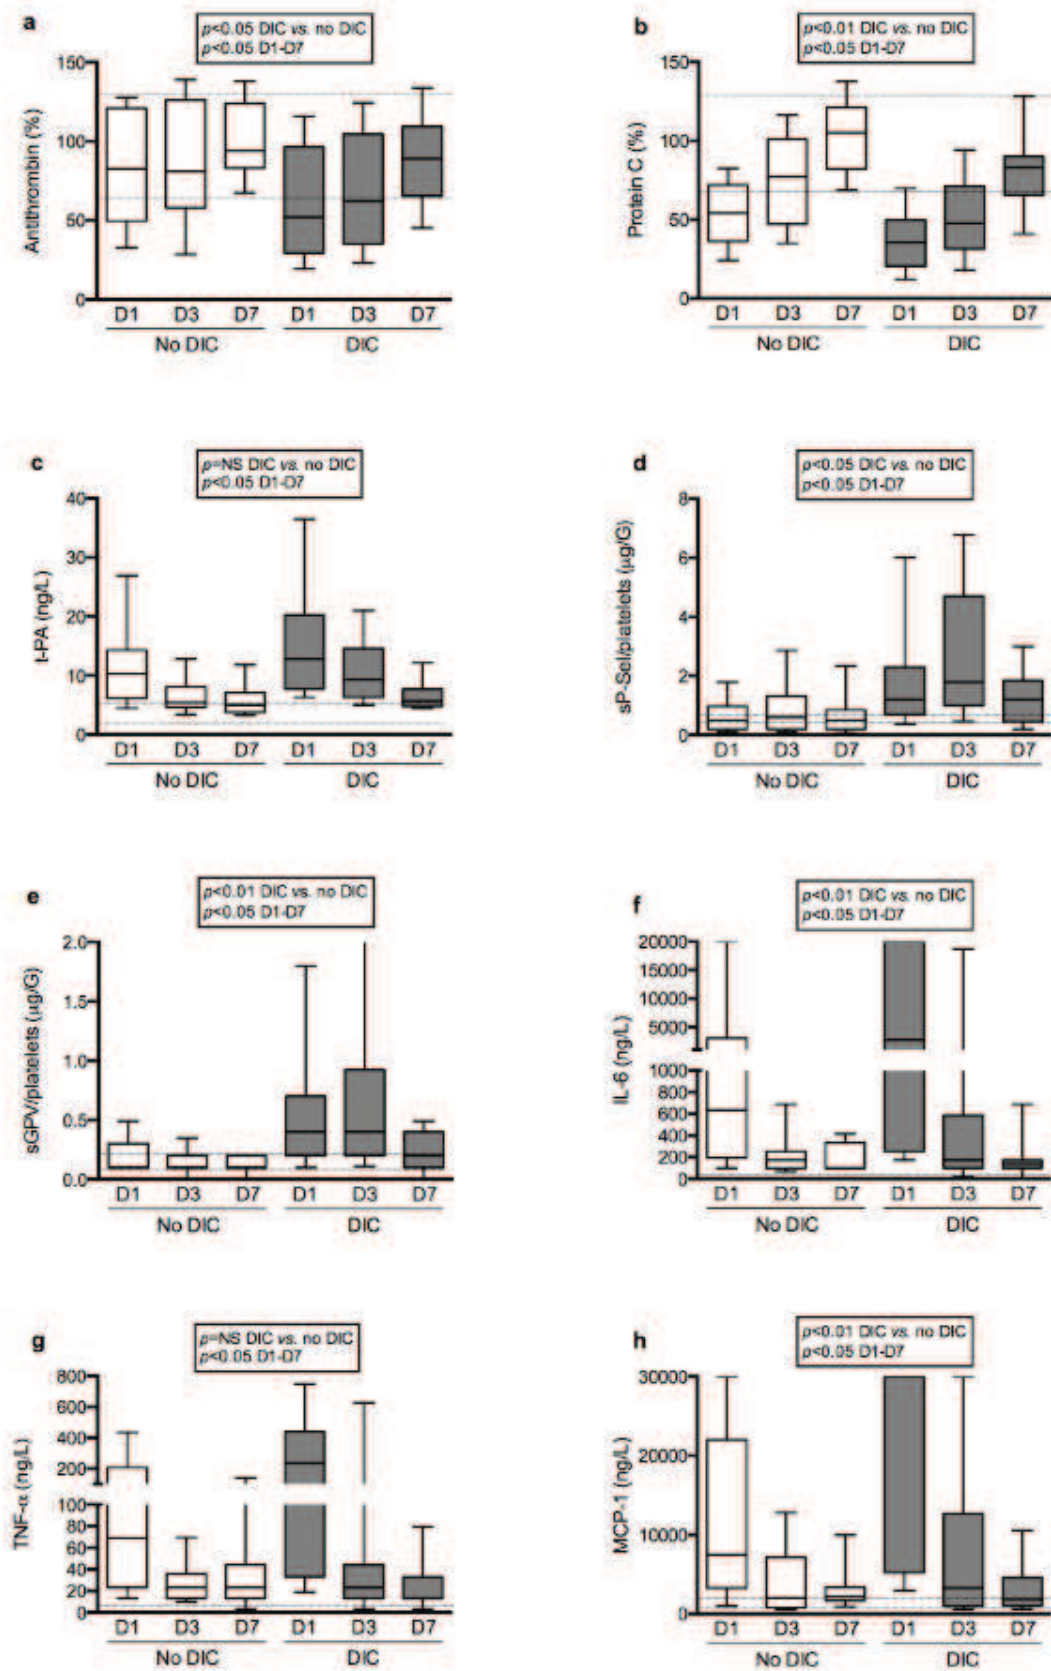 a
p<0.05 DIC vs. no DIC
p<0.05 D1-D7
Antithrombin (%)
150
100
50
0
D1 D3 D7 D1 D3 D7
No DIC DIC
b
p<0.01 DIC vs. no DIC
p<0.05 D1-D7
Protein C (%)
150
100
50
0
D1 D3 D7 D1 D3 D7
No DIC DIC
c
p=NS DIC vs. no DIC
p<0.05 D1-D7
t-PA (ng/L)
40
30
20
10
0
D1 D3 D7 D1 D3 D7
No DIC DIC
d
p<0.05 DIC vs. no DIC
p<0.05 D1-D7
sP-Sel/platelets (µg/G)
8
6
4
2
0
D1 D3 D7 D1 D3 D7
No DIC DIC
e
p<0.01 DIC vs. no DIC
p<0.05 D1-D7
sGPV/platelets (µg/G)
2.0
1.5
1.0
0.5
0.0
D1 D3 D7 D1 D3 D7
No DIC DIC
f
p<0.01 DIC vs. no DIC
p<0.05 D1-D7
IL-6 (ng/L)
20000
15000
10000
5000
1000
800
600
400
200
0
D1 D3 D7 D1 D3 D7
No DIC DIC
g
p=NS DIC vs. no DIC
p<0.05 D1-D7
TNF-α (ng/L)
800
600
400
200
100
80
60
40
20
0
D1 D3 D7 D1 D3 D7
No DIC DIC
h
p<0.01 DIC vs. no DIC
p<0.05 D1-D7
MCP-1 (ng/L)
30000
20000
10000
0
D1 D3 D7 D1 D3 D7
No DIC DIC